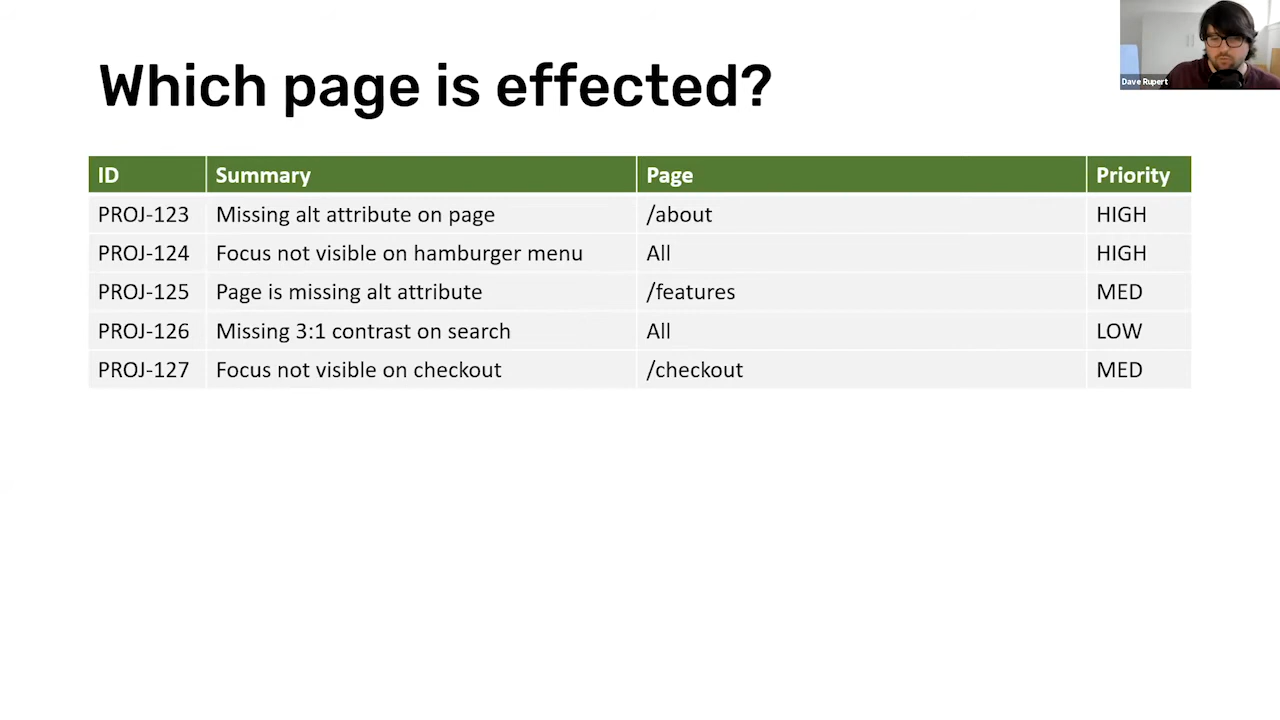 Which page is effected?
Dave Rupert
ID Summary Page Priority
PROJ-123 Missing alt attribute on page /about HIGH
PROJ-124 Focus not visible on hamburger menu All HIGH
PROJ-125 Page is missing alt attribute /features MED
PROJ-126 Missing 3:1 contrast on search All LOW
PROJ-127 Focus not visible on checkout /checkout MED